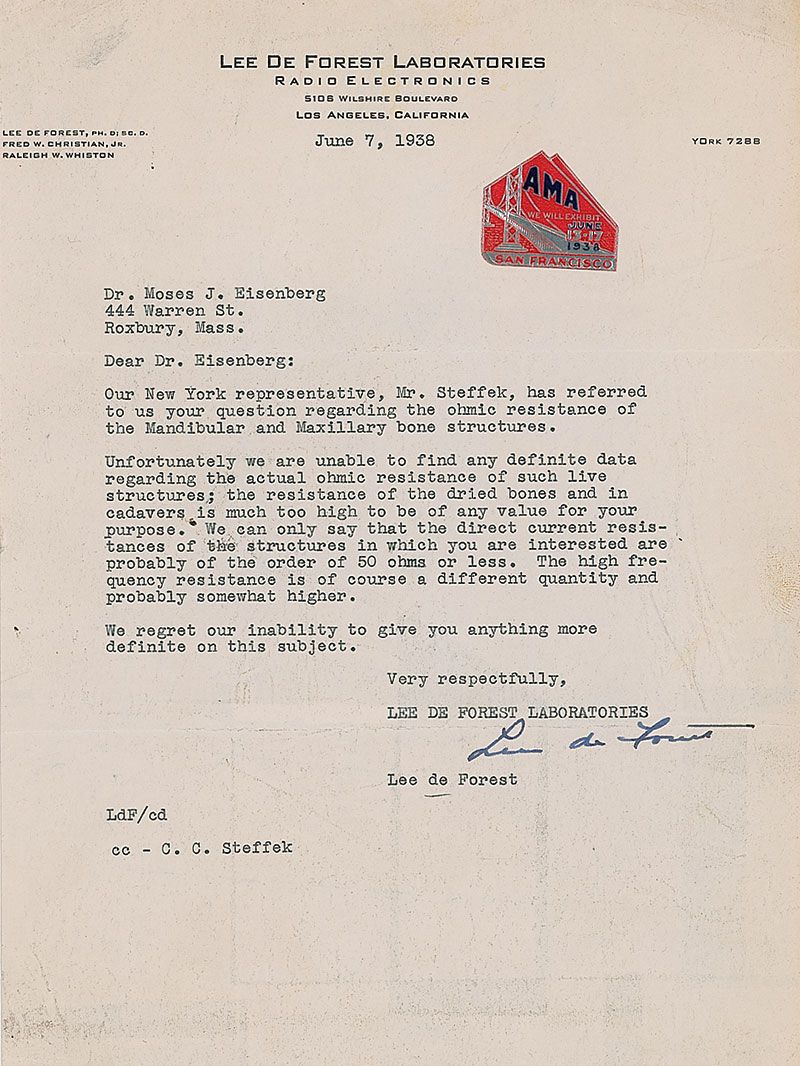 LEE DE FOREST LABORATORIES
RADIO ELECTRONICS
5106 WILSHIRE BOULEVARD
LOS ANGELES, CALIFORNIA
LEE DE FOREST, PH. D; SC. D.
FRED W. CHRISTIAN, JR.
RALEIGH W. WHISTON
June 7, 1938
YORK 7288
AMA
WE WILL EXHIBIT
JUNE
13-17
1938
SAN FRANCISCO
Dr. Moses J. Eisenberg
444 Warren St.
Roxbury, Mass.
Dear Dr. Eisenberg:
Our New York representative, Mr. Steffek, has referred
to us your question regarding the ohmic resistance of
the Mandibular and Maxillary bone structures.
Unfortunately we are unable to find any definite data
regarding the actual ohmic resistance of such live
structures; the resistance of the dried bones and in
cadavers is much too high to be of any value for your
purpose. We can only say that the direct current resis-
tances of the structures in which you are interested are
probably of the order of 50 ohms or less. The high fre-
quency resistance is of course a different quantity and
probably somewhat higher.
We regret our inability to give you anything more
definite on this subject.
Very respectfully,
LEE DE FOREST LABORATORIES
Lee de Forest
Lee de Forest
LdF/cd
cc - C. C. Steffek